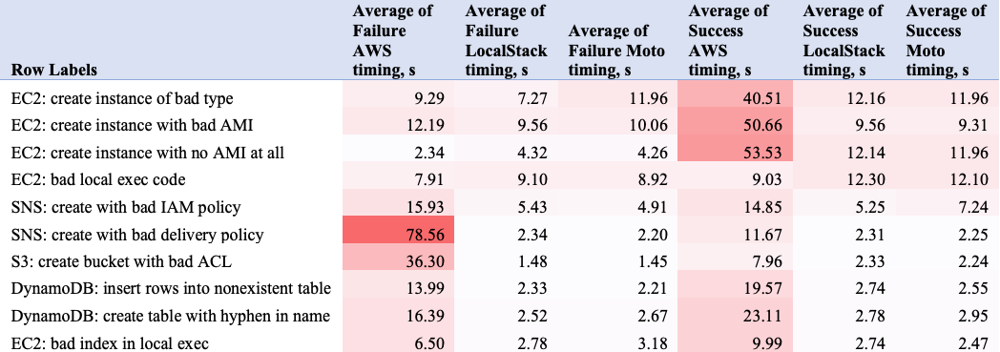 Row Labels Average of Failure AWS timing, s Average of Failure LocalStack timing, s Average of Failure Moto timing, s Average of Success AWS timing, s Average of Success LocalStack timing, s Average of Success Moto timing, s
EC2: create instance of bad type 9.29 7.27 11.96 40.51 12.16 11.96
EC2: create instance with bad AMI 12.19 9.56 10.06 50.66 9.56 9.31
EC2: create instance with no AMI at all 2.34 4.32 4.26 53.53 12.14 11.96
EC2: bad local exec code 7.91 9.10 8.92 9.03 12.30 12.10
SNS: create with bad IAM policy 15.93 5.43 4.91 14.85 5.25 7.24
SNS: create with bad delivery policy 78.56 2.34 2.20 11.67 2.31 2.25
S3: create bucket with bad ACL 36.30 1.48 1.45 7.96 2.33 2.24
DynamoDB: insert rows into nonexistent table 13.99 2.33 2.21 19.57 2.74 2.55
DynamoDB: create table with hyphen in name 16.39 2.52 2.67 23.11 2.78 2.95
EC2: bad index in local exec 6.50 2.78 3.18 9.99 2.74 2.47